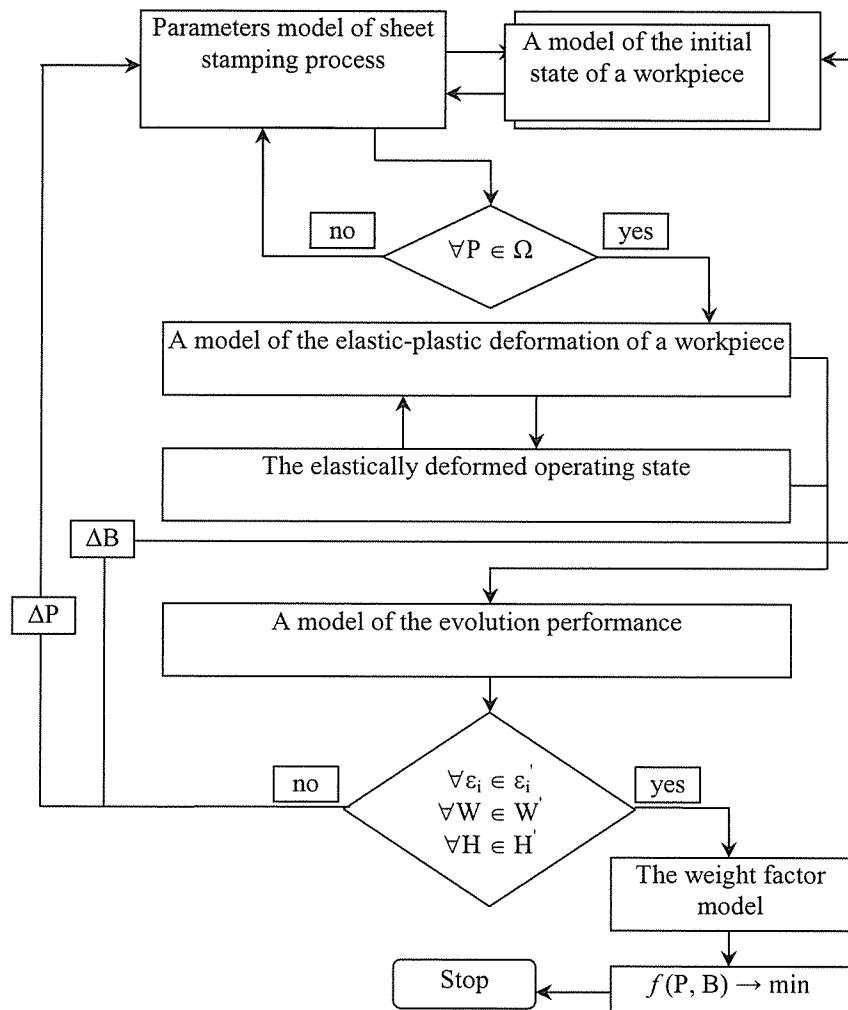 Parameters model of sheet
stamping process
A model of the initial
state of a workpiece
no
yes
∀P ∈ Ω
A model of the elastic-plastic deformation of a workpiece
The elastically deformed operating state
ΔB
ΔP
A model of the evolution performance
no
yes
∀εᵢ ∈ εᵢ'
∀W ∈ W'
∀H ∈ H'
The weight factor
model
Stop
f (P, B) → min